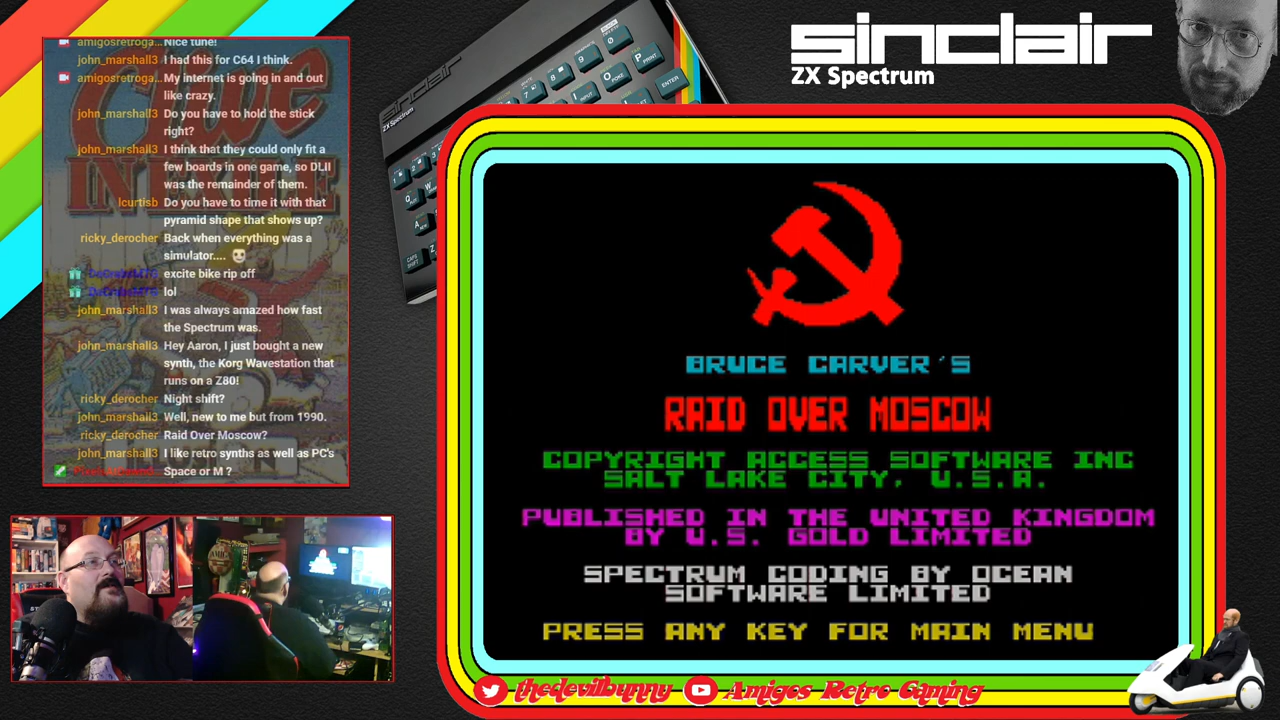 amigosretroga... Nice tune!
john_marshall3 I had this for C64 I think.
amigosretroga... My internet is going in and out
like crazy.
john_marshall3 Do you have to hold the stick
right?
john_marshall3 I think that they could only fit a
few boards in one game, so DLII
was the remainder of them.
lcurtisb Do you have to time it with that
pyramid shape that shows up?
ricky_derocher Back when everything was a
simulator....
excite bike rip off
lol
john_marshall3 I was always amazed how fast
the Spectrum was.
john_marshall3 Hey Aaron, I just bought a new
synth, the Korg Wavestation that
runs on a Z80!
ricky_derocher Night shift?
john_marshall3 Well, new to me but from 1990.
ricky_derocher Raid Over Moscow?
john_marshall3 I like retro synths as well as PC's
Space or M ?
sinclair
ZX Spectrum
sinclair
ZX Spectrum
PRINT
ENTER
BRUCE CARVER'S
RAID OVER MOSCOW
COPYRIGHT ACCESS SOFTWARE INC
SALT LAKE CITY, U.S.A.
PUBLISHED IN THE UNITED KINGDOM
BY U.S. GOLD LIMITED
SPECTRUM CODING BY OCEAN
SOFTWARE LIMITED
PRESS ANY KEY FOR MAIN MENU
thedevilbunny Amigos Retro Gaming